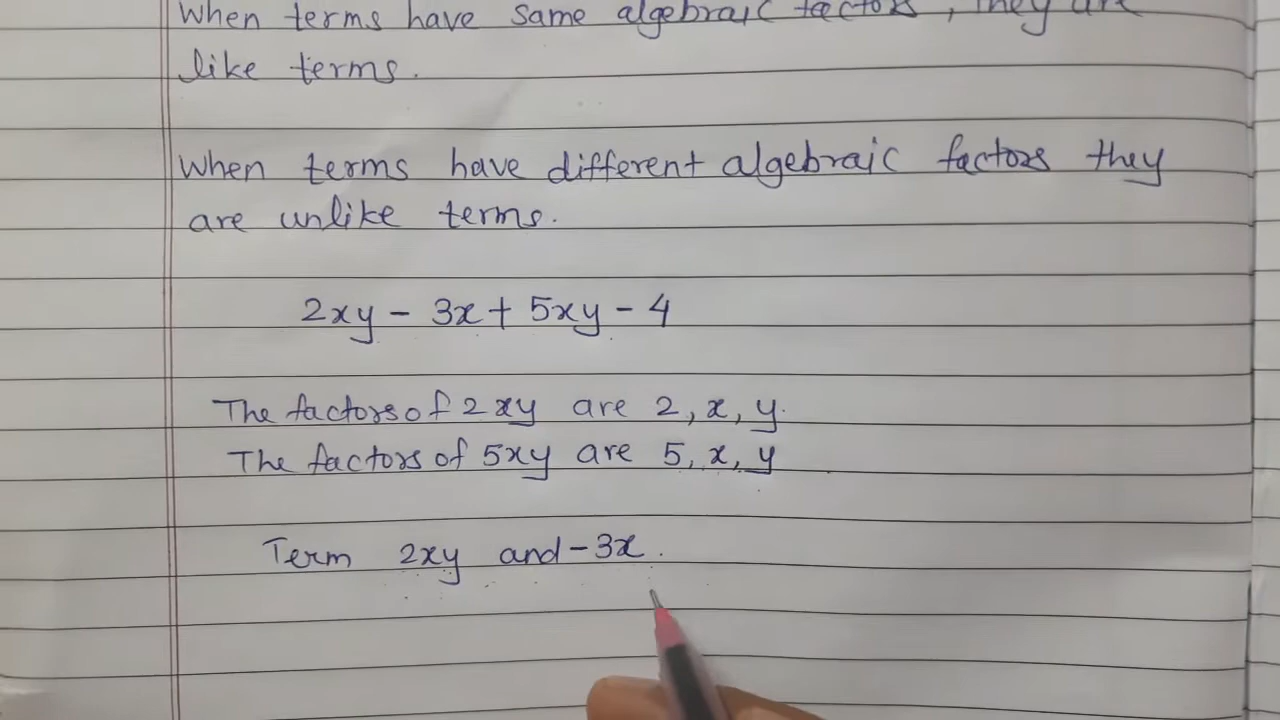 When terms have same algebraic factors, they are
like terms.
When terms have different algebraic factors they
are unlike terms.
2xy - 3x + 5xy - 4
The factors of 2xy are 2, x, y.
The factors of 5xy are 5, x, y
Term 2xy and -3x.